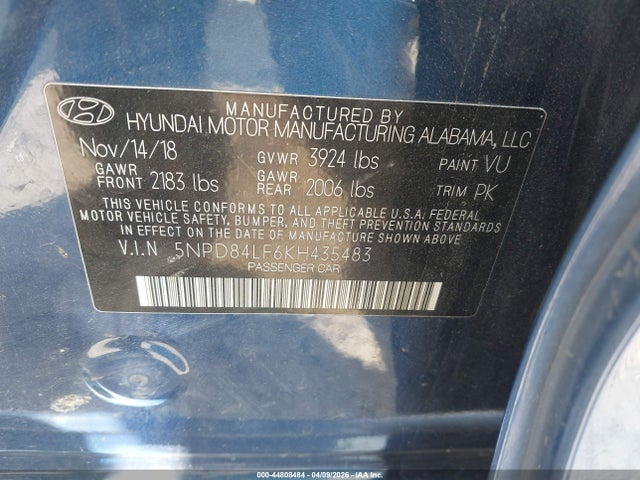 MANUFACTURED BY
HYUNDAI MOTOR MANUFACTURING ALABAMA, LLC
Nov/14/18 GVWR 3924 lbs PAINT VU
GAWR FRONT 2183 lbs GAWR REAR 2006 lbs TRIM PK
THIS VEHICLE CONFORMS TO ALL APPLICABLE U.S.A. FEDERAL
MOTOR VEHICLE SAFETY, BUMPER, AND THEFT PREVENTION STANDARDS
IN EFFECT ON THE DATE OF MANUFACTURE SHOWN ABOVE.
V.I.N 5NPD84LF6KH435483
PASSENGER CAR
000-44808484 | 04/09/2026 | IAA, Inc.